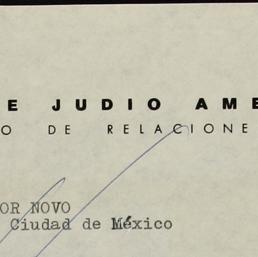 E JUDIO AME
O DE RELACIONE
OR NOVO
Ciudad de México